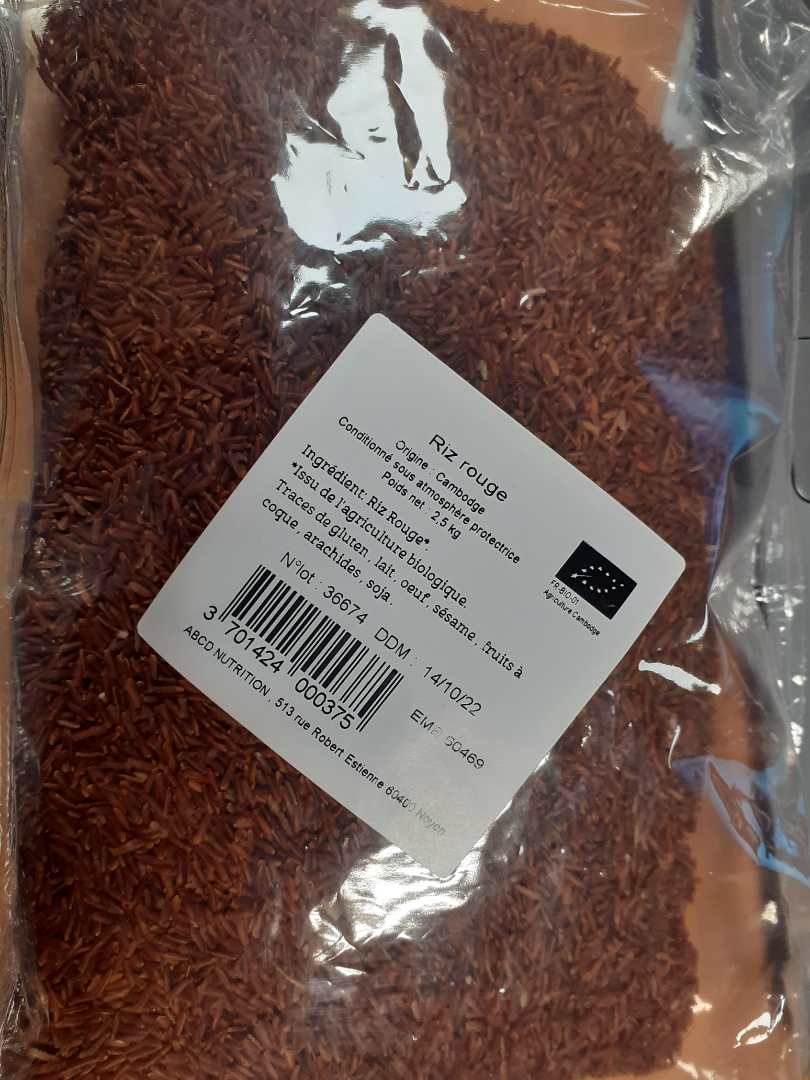 Riz rouge
Origine : Cambodge
Conditionné sous atmosphère protectrice
Poids net : 2,5 kg
Ingrédient: Riz Rouge*.
*Issu de l'agriculture biologique.
Traces de gluten , lait, oeuf , sésame , fruits à
coque , arachides, soja.
FR-BIO-01
Agriculture Cambodge
N°lot : 36674 DDM : 14/10/22
3 701424 000375
EMB 60469
ABCD NUTRITION , 513 rue Robert Estienne 60400 Noyon